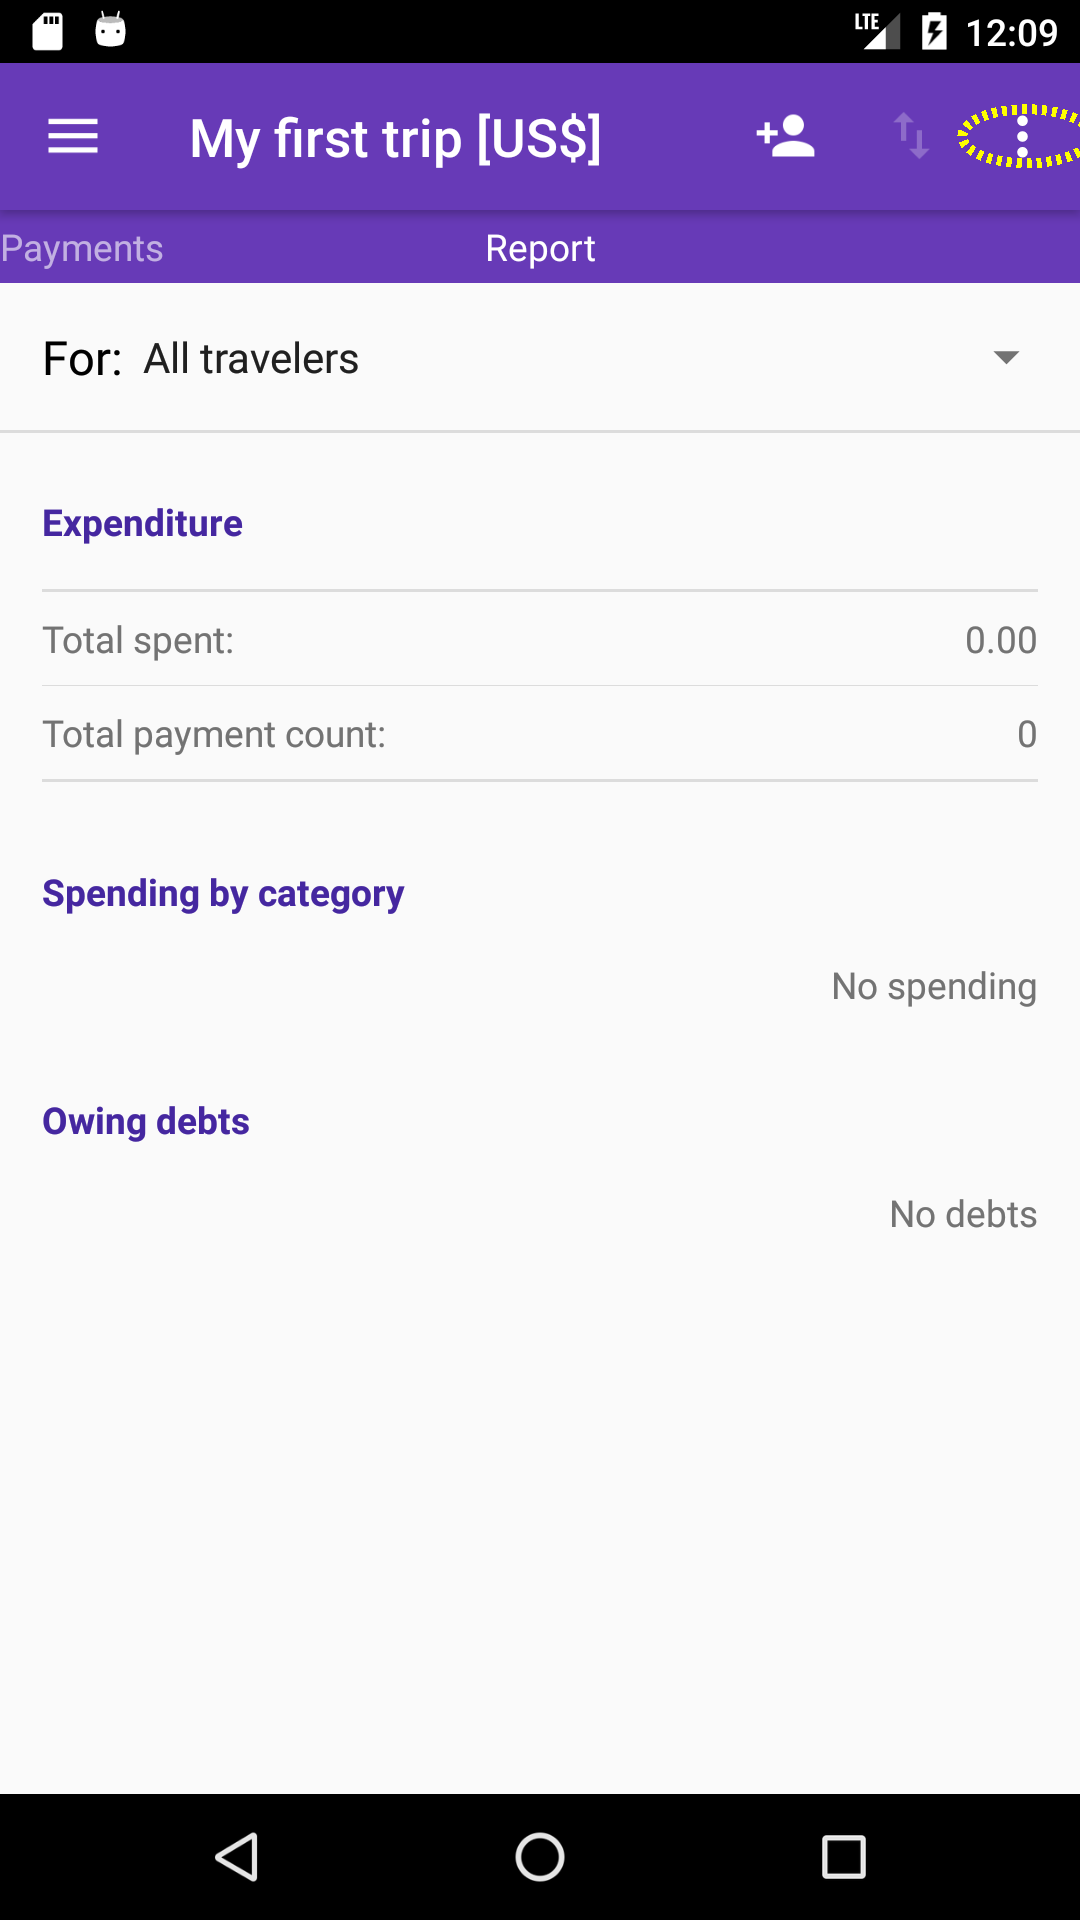 LTE 12:09
My first trip [US$]
Payments Report
For: All travelers
Expenditure
Total spent: 0.00
Total payment count: 0
Spending by category
No spending
Owing debts
No debts